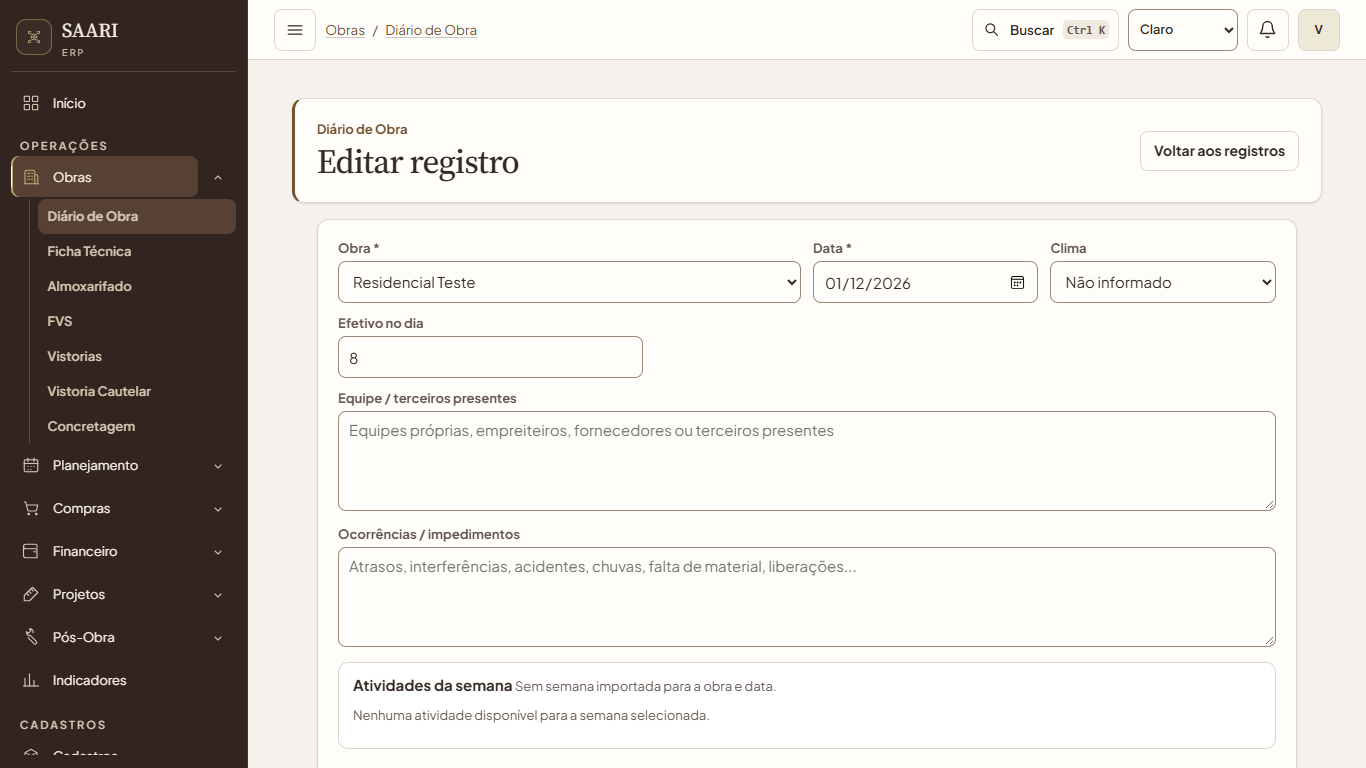 SAARI
ERP
Início
OPERAÇÕES
Obras
Diário de Obra
Ficha Técnica
Almoxarifado
FVS
Vistorias
Vistoria Cautelar
Concretagem
Planejamento
Compras
Financeiro
Projetos
Pós-Obra
Indicadores
CADASTROS
Cadastros
Obras / Diário de Obra
Buscar Ctrl K
Claro
V
Diário de Obra
Editar registro
Voltar aos registros
Obra * Data * Clima
Residencial Teste 01/12/2026 Não informado
Efetivo no dia
8
Equipe / terceiros presentes
Equipes próprias, empreiteiros, fornecedores ou terceiros presentes
Ocorrências / impedimentos
Atrasos, interferências, acidentes, chuvas, falta de material, liberações...
Atividades da semana Sem semana importada para a obra e data.
Nenhuma atividade disponível para a semana selecionada.